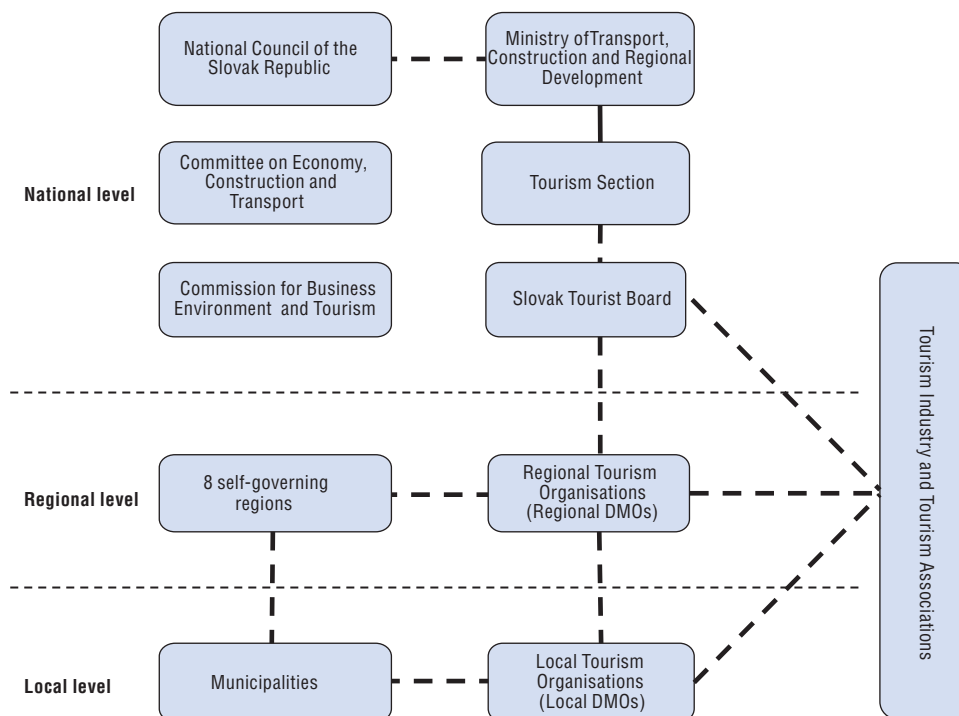 National Council of the
Slovak Republic
Ministry ofTransport,
Construction and Regional
Development
National level
Committee on Economy,
Construction and
Transport
Tourism Section
Commission for Business
Environment and Tourism
Slovak Tourist Board
Tourism Industry and Tourism Associations
Regional level
8 self-governing
regions
Regional Tourism
Organisations
(Regional DMOs)
Local level
Municipalities
Local Tourism
Organisations
(Local DMOs)